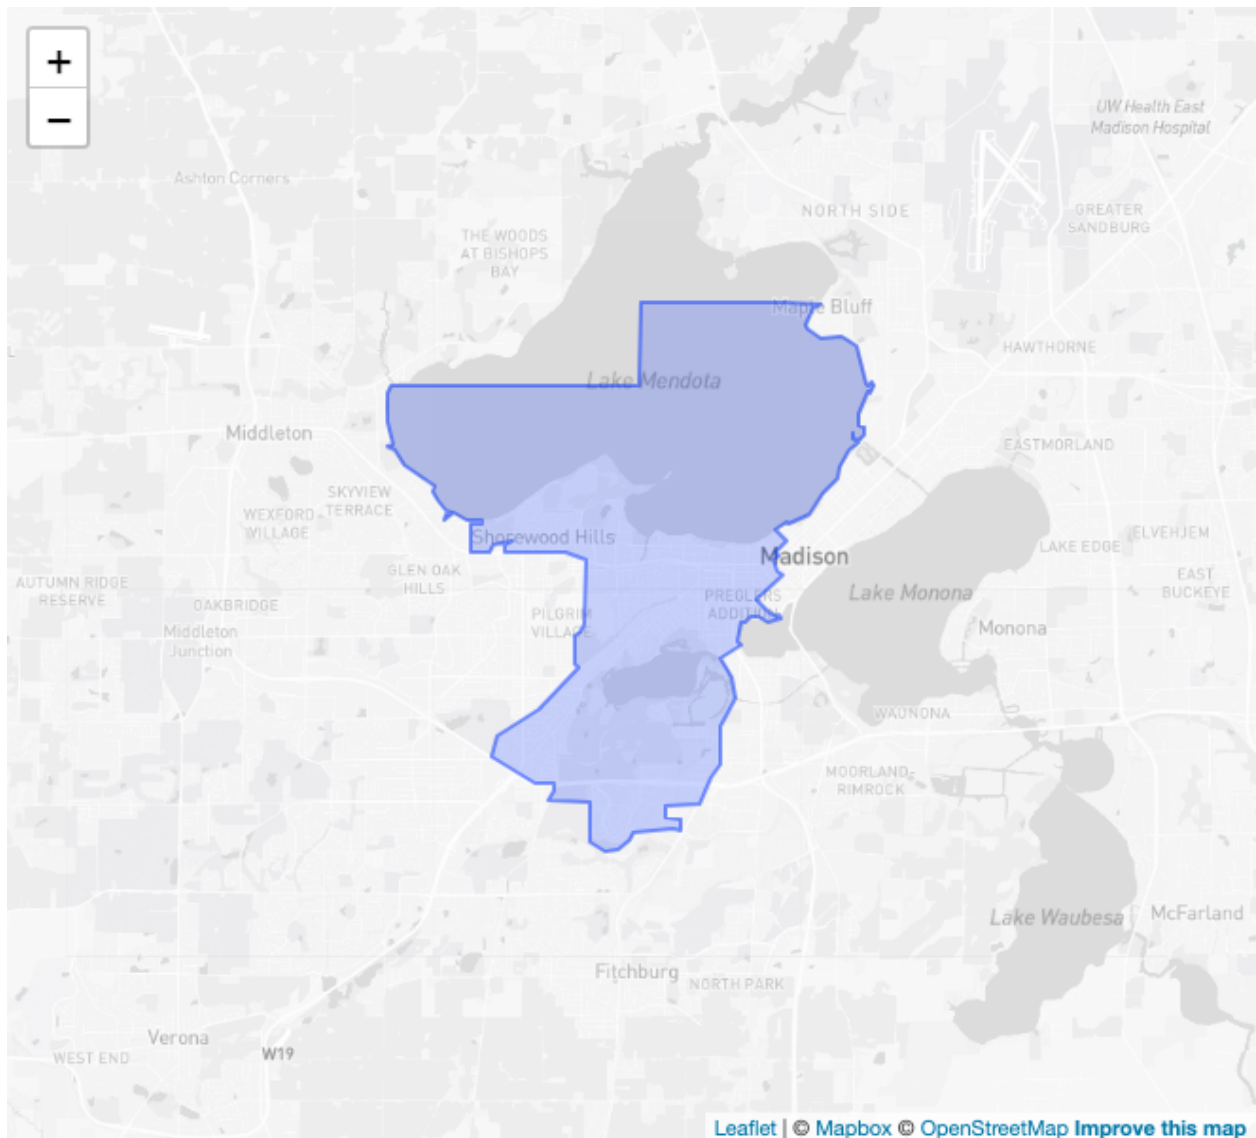 +
−
UW Health East
Madison Hospital
Ashton Corners
NORTH SIDE
GREATER
SANDBURG
THE WOODS
AT BISHOPS
BAY
Maple Bluff
HAWTHORNE
Lake Mendota
Middleton
EASTMORLAND
SKYVIEW
TERRACE
WEXFORD
VILLAGE
Shorewood Hills
ELVEHJEM
LAKE EDGE
Madison
GLEN OAK
HILLS
AUTUMN RIDGE
RESERVE
EAST
BUCKEYE
Lake Monona
PREGLERS
ADDITION
OAKBRIDGE
PILGRIM
VILLAGE
Monona
Middleton
Junction
WAUNONA
MOORLAND-
RIMROCK
Lake Waubesa
McFarland
Fitchburg
NORTH PARK
Verona
W19
WEST END
Leaflet | © Mapbox © OpenStreetMap Improve this map